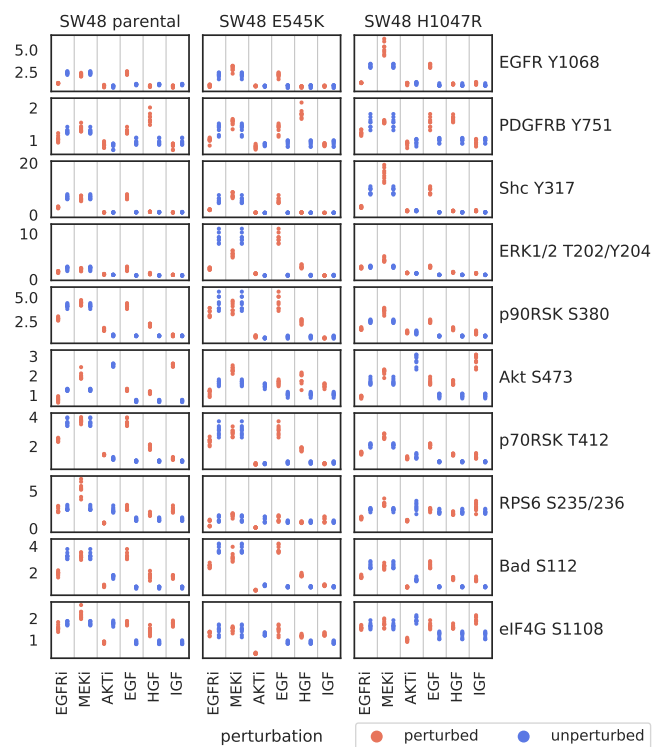 SW48 parental SW48 E545K SW48 H1047R
5.0
2.5
EGFR Y1068
2
1
PDGFRB Y751
20
0
Shc Y317
10
0
ERK1/2 T202/Y204
5.0
2.5
p90RSK S380
3
2
1
Akt S473
4
2
p70RSK T412
5
0
RPS6 S235/236
4
2
Bad S112
2
1
eIF4G S1108
EGFRi MEKi AKTi EGF HGF IGF EGFRi MEKi AKTi EGF HGF IGF EGFRi MEKi AKTi EGF HGF IGF
perturbation
perturbed unperturbed